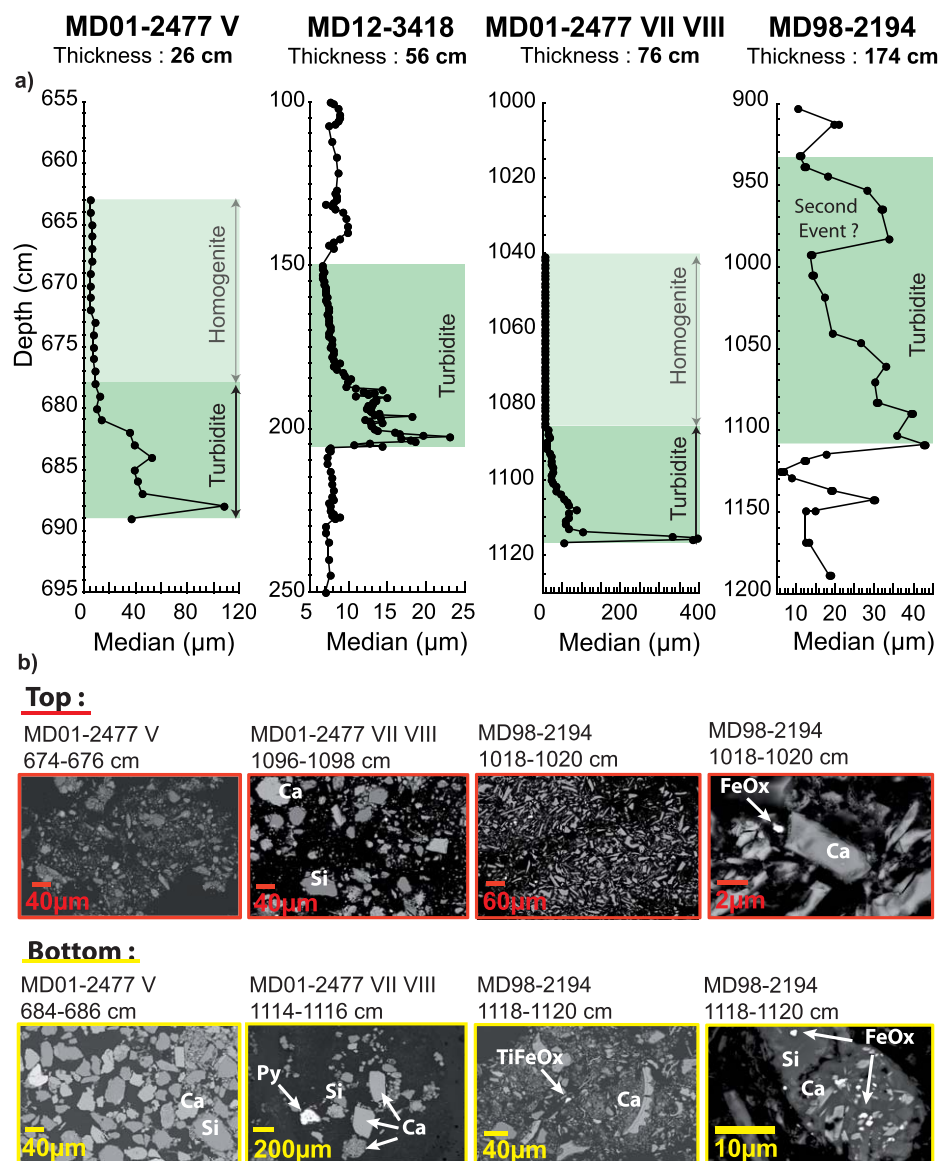 MD01-2477 V
Thickness : 26 cm
MD12-3418
Thickness : 56 cm
MD01-2477 VII VIII
Thickness : 76 cm
MD98-2194
Thickness : 174 cm
a)
Depth (cm)
655
660
665
670
675
680
685
690
695
Homogenite
Turbidite
0
40
80
120
Median (µm)
100
150
200
250
Turbidite
5
10
15
20
25
Median (µm)
1000
1020
1040
1060
1080
1100
1120
Homogenite
Turbidite
0
200
400
Median (µm)
900
950
1000
1050
1100
1150
1200
Second
Event ?
Turbidite
10
20
30
40
Median (µm)
b)
Top :
MD01-2477 V
674-676 cm
40µm
MD01-2477 VII VIII
1096-1098 cm
Ca
Si
40µm
MD98-2194
1018-1020 cm
60µm
MD98-2194
1018-1020 cm
FeOx
Ca
2µm
Bottom :
MD01-2477 V
684-686 cm
Ca
Si
40µm
MD01-2477 VII VIII
1114-1116 cm
Py
Si
Ca
200µm
MD98-2194
1118-1120 cm
TiFeOx
Ca
40µm
MD98-2194
1118-1120 cm
FeOx
Si
Ca
10µm